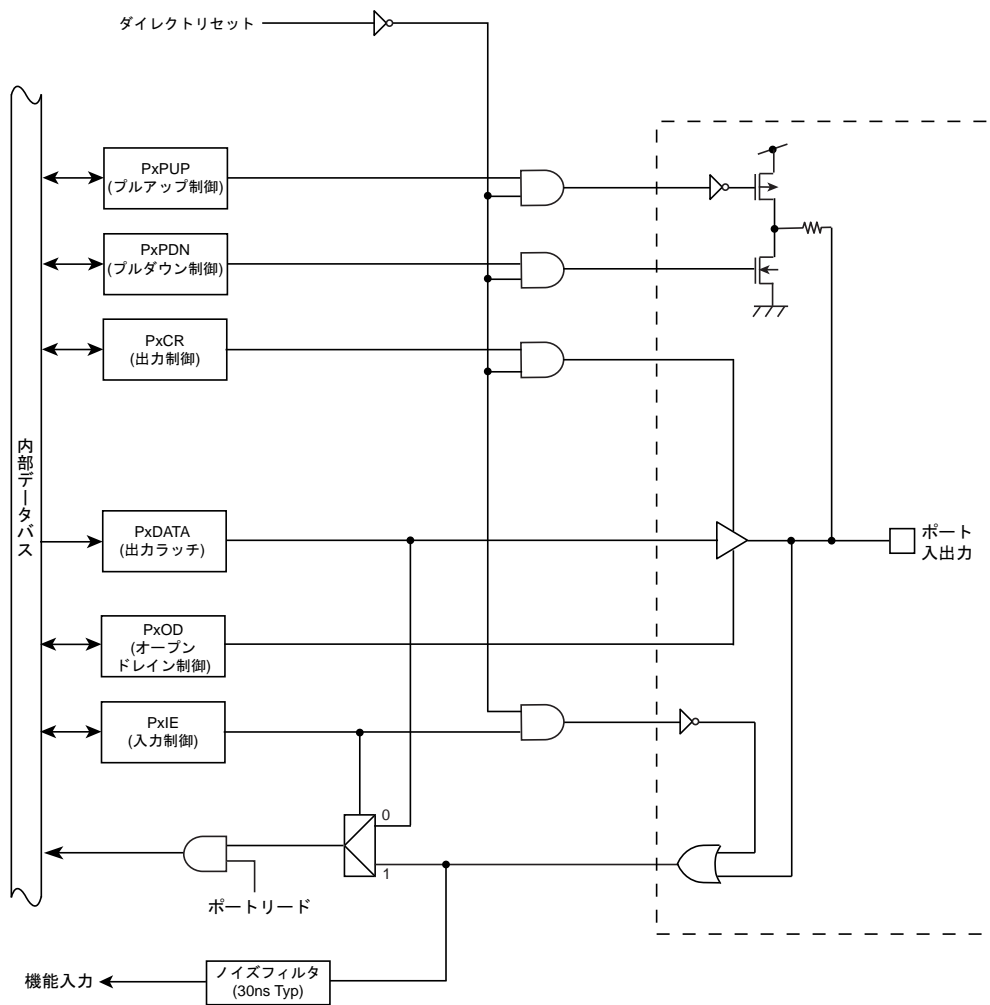 ダイレクトリセット
PxPUP
(プルアップ制御)
PxPDN
(プルダウン制御)
PxCR
(出力制御)
内部データバス
PxDATA
(出力ラッチ)
ポート
入出力
PxOD
(オープン
ドレイン制御)
PxIE
(入力制御)
0
1
ポートリード
機能入力
ノイズフィルタ
(30ns Typ)